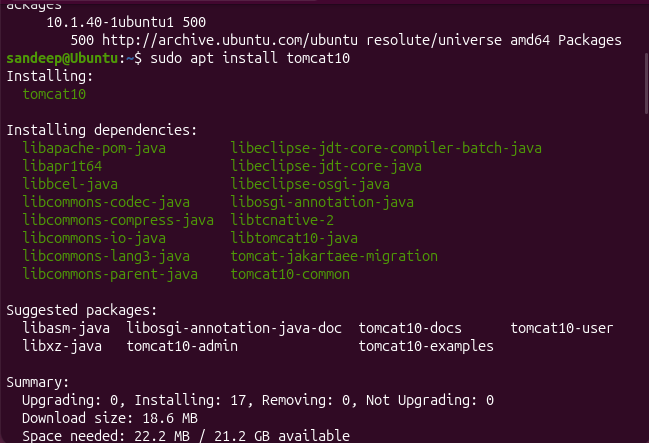 ackages
10.1.40-1ubuntu1 500
500 http://archive.ubuntu.com/ubuntu resolute/universe amd64 Packages
sandeep@Ubuntu:~$ sudo apt install tomcat10
Installing:
tomcat10
Installing dependencies:
libapache-pom-java libeclipse-jdt-core-compiler-batch-java
libapr1t64 libeclipse-jdt-core-java
libbcel-java libeclipse-osgi-java
libcommons-codec-java libosgi-annotation-java
libcommons-compress-java libtcnative-2
libcommons-io-java libtomcat10-java
libcommons-lang3-java tomcat-jakartaee-migration
libcommons-parent-java tomcat10-common
Suggested packages:
libasm-java libosgi-annotation-java-doc tomcat10-docs tomcat10-user
libxz-java tomcat10-admin tomcat10-examples
Summary:
Upgrading: 0, Installing: 17, Removing: 0, Not Upgrading: 0
Download size: 18.6 MB
Space needed: 22.2 MB / 21.2 GB available